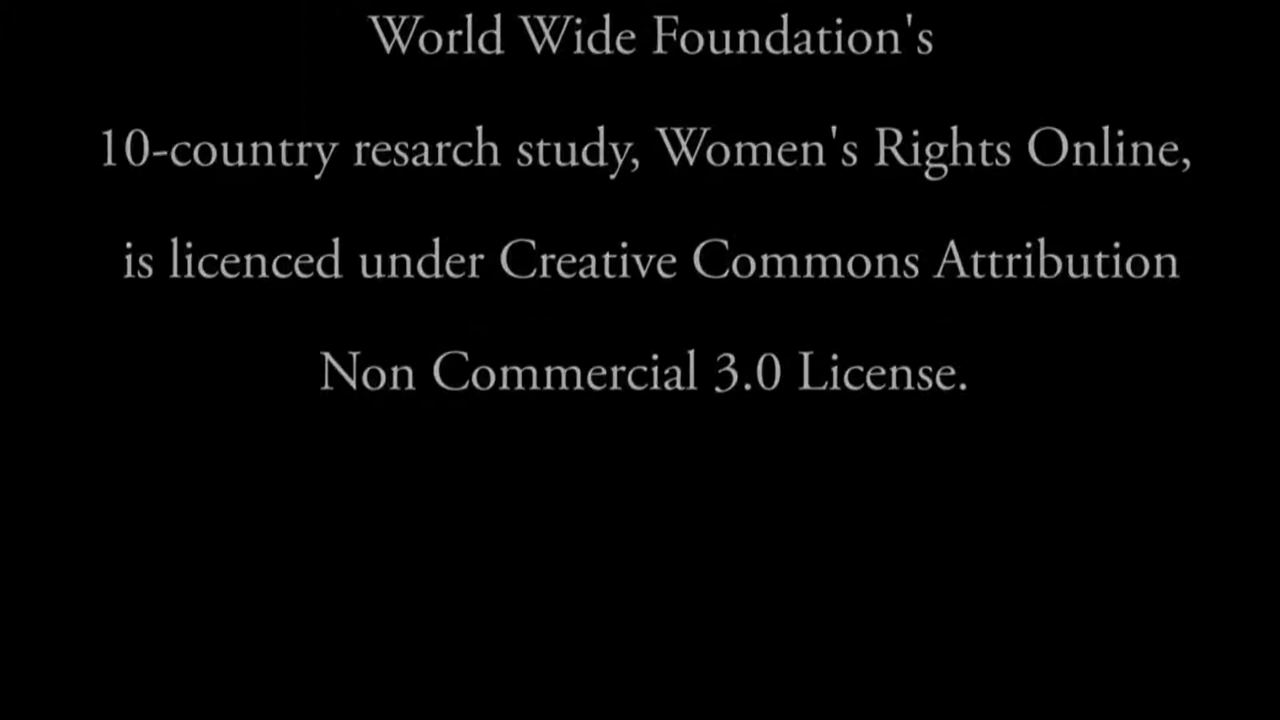 World Wide Foundation's
10-country resarch study, Women's Rights Online,
is licenced under Creative Commons Attribution
Non Commercial 3.0 License.